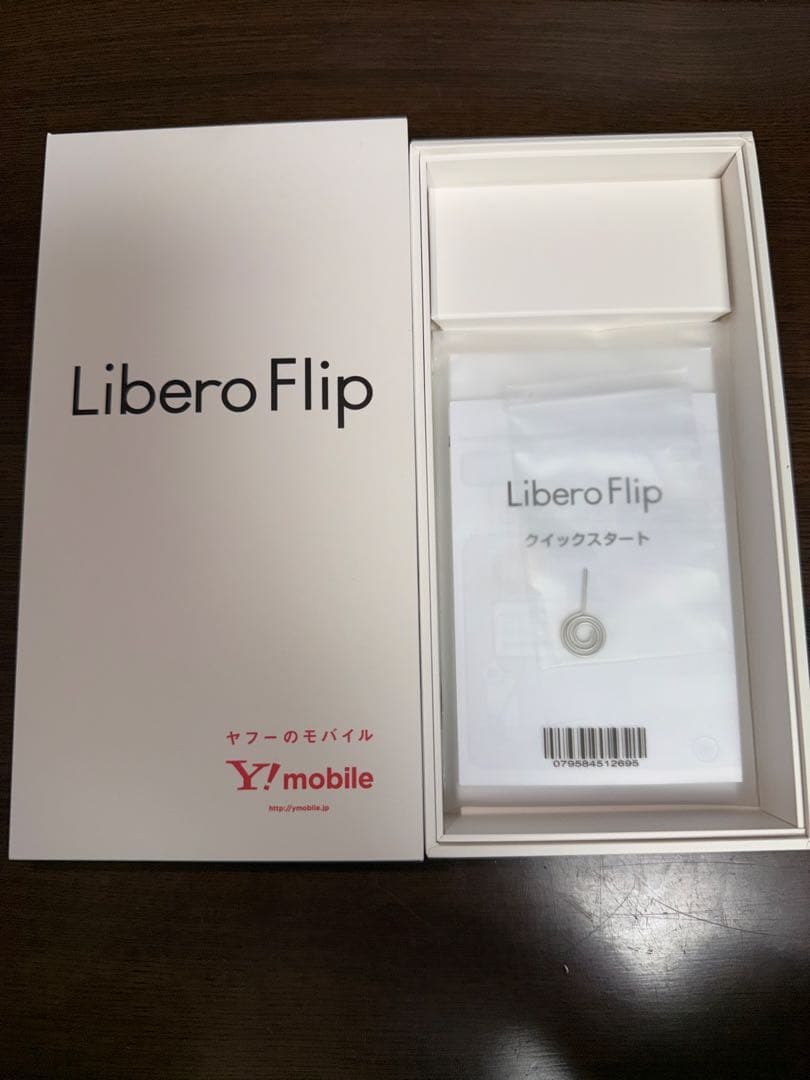 Libero Flip
ヤフーのモバイル
Y! mobile
http://ymobile.jp
Libero Flip
クイックスタート
079584512695